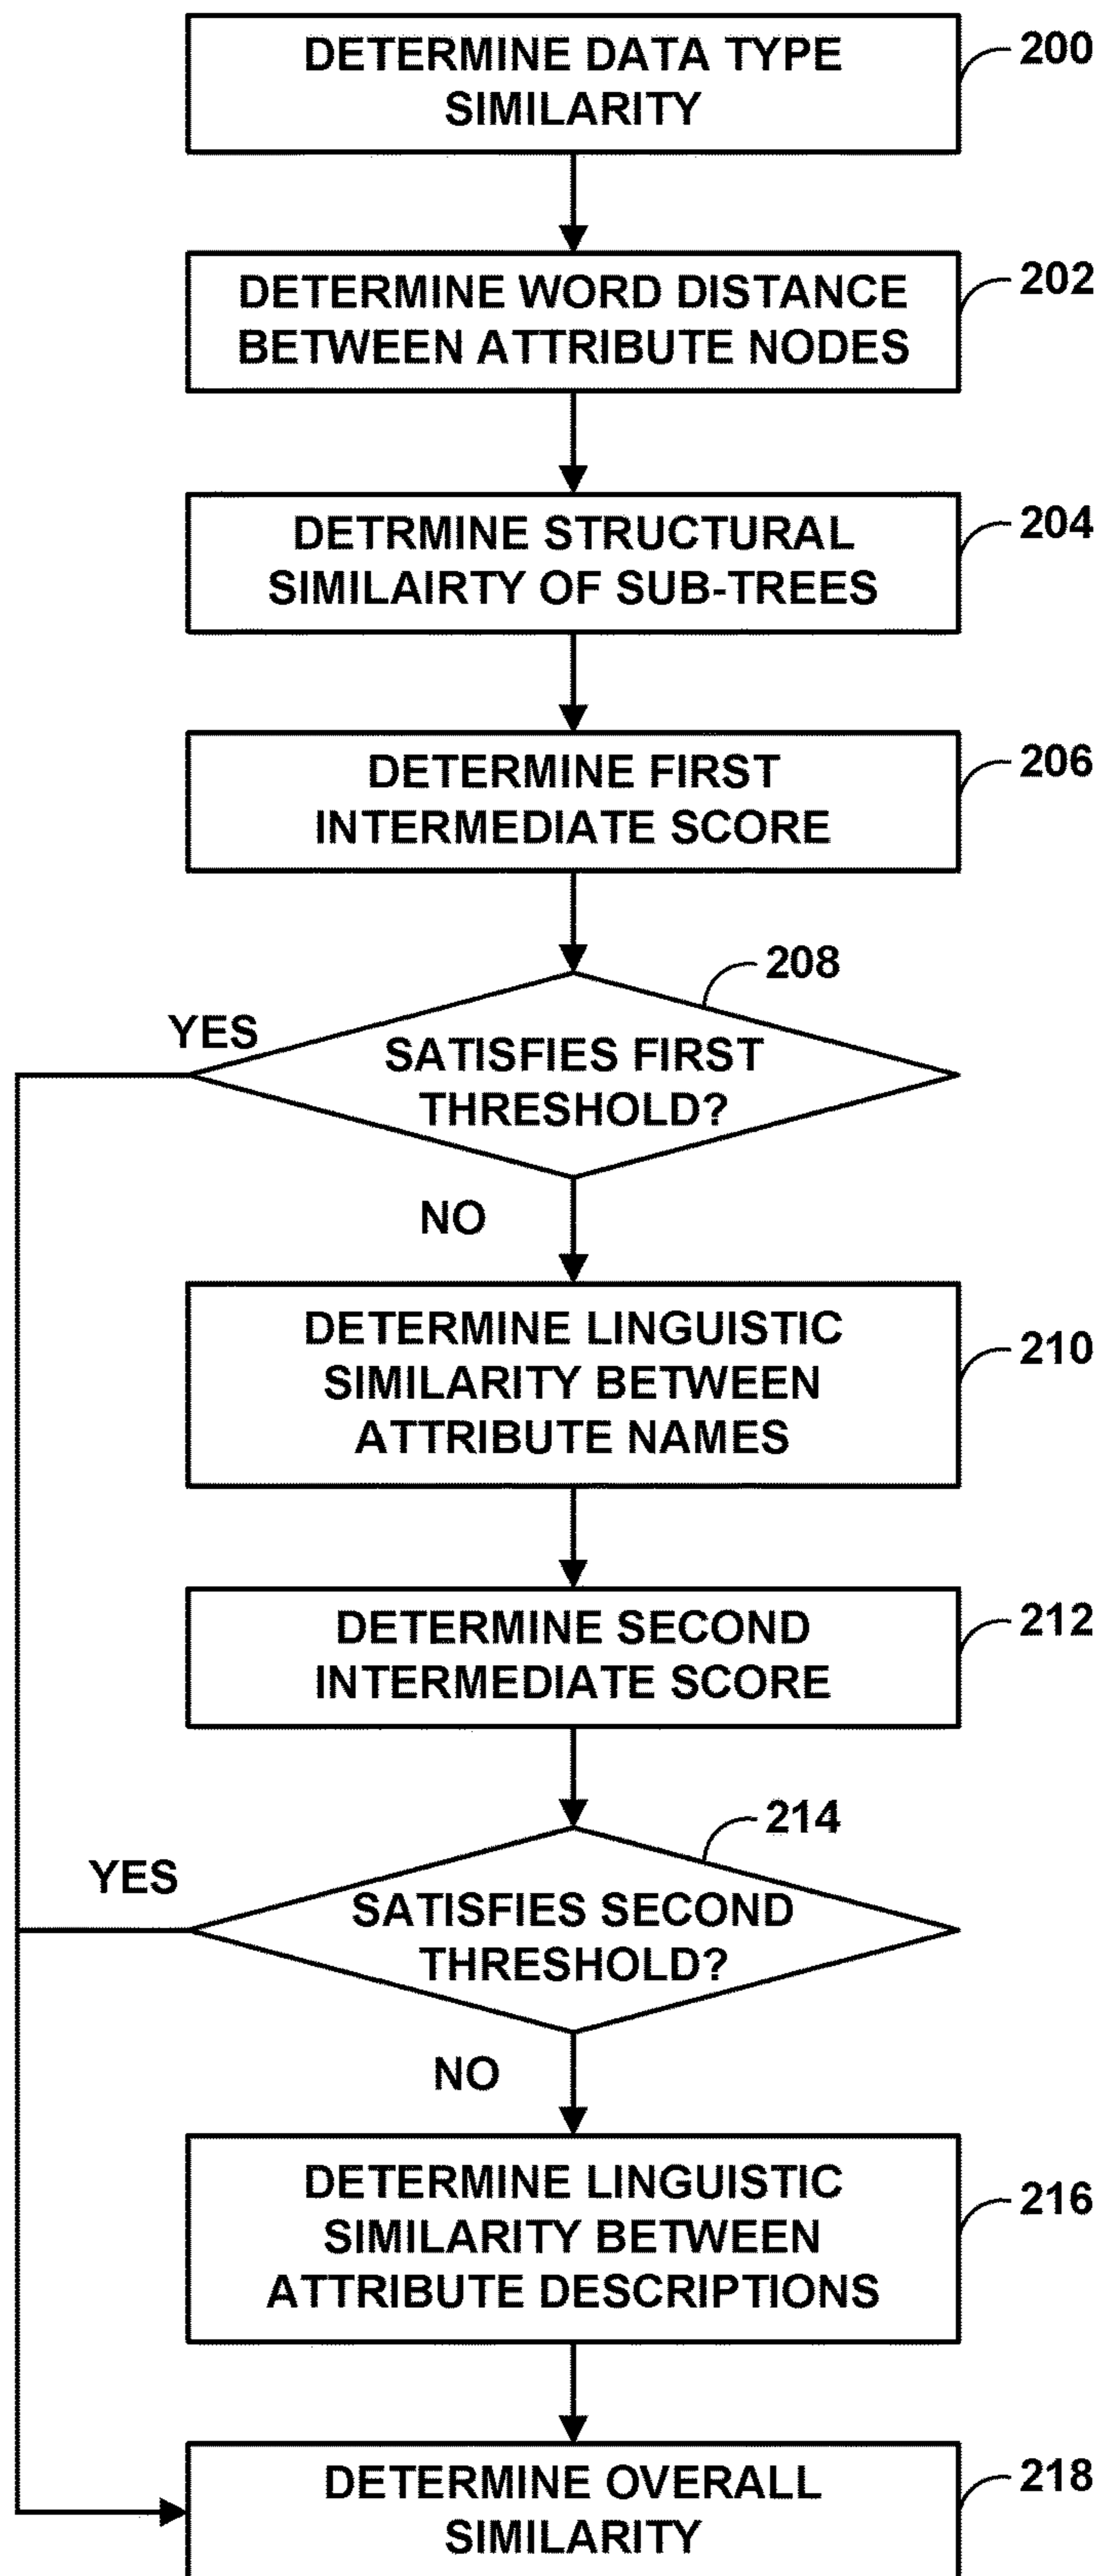 DETERMINE DATA TYPE
SIMILARITY
200
DETERMINE WORD DISTANCE
BETWEEN ATTRIBUTE NODES
202
DETRMINE STRUCTURAL
SIMILAIRTY OF SUB-TREES
204
DETERMINE FIRST
INTERMEDIATE SCORE
206
208
YES
SATISFIES FIRST
THRESHOLD?
NO
DETERMINE LINGUISTIC
SIMILARITY BETWEEN
ATTRIBUTE NAMES
210
DETERMINE SECOND
INTERMEDIATE SCORE
212
214
YES
SATISFIES SECOND
THRESHOLD?
NO
DETERMINE LINGUISTIC
SIMILARITY BETWEEN
ATTRIBUTE DESCRIPTIONS
216
DETERMINE OVERALL
SIMILARITY
218